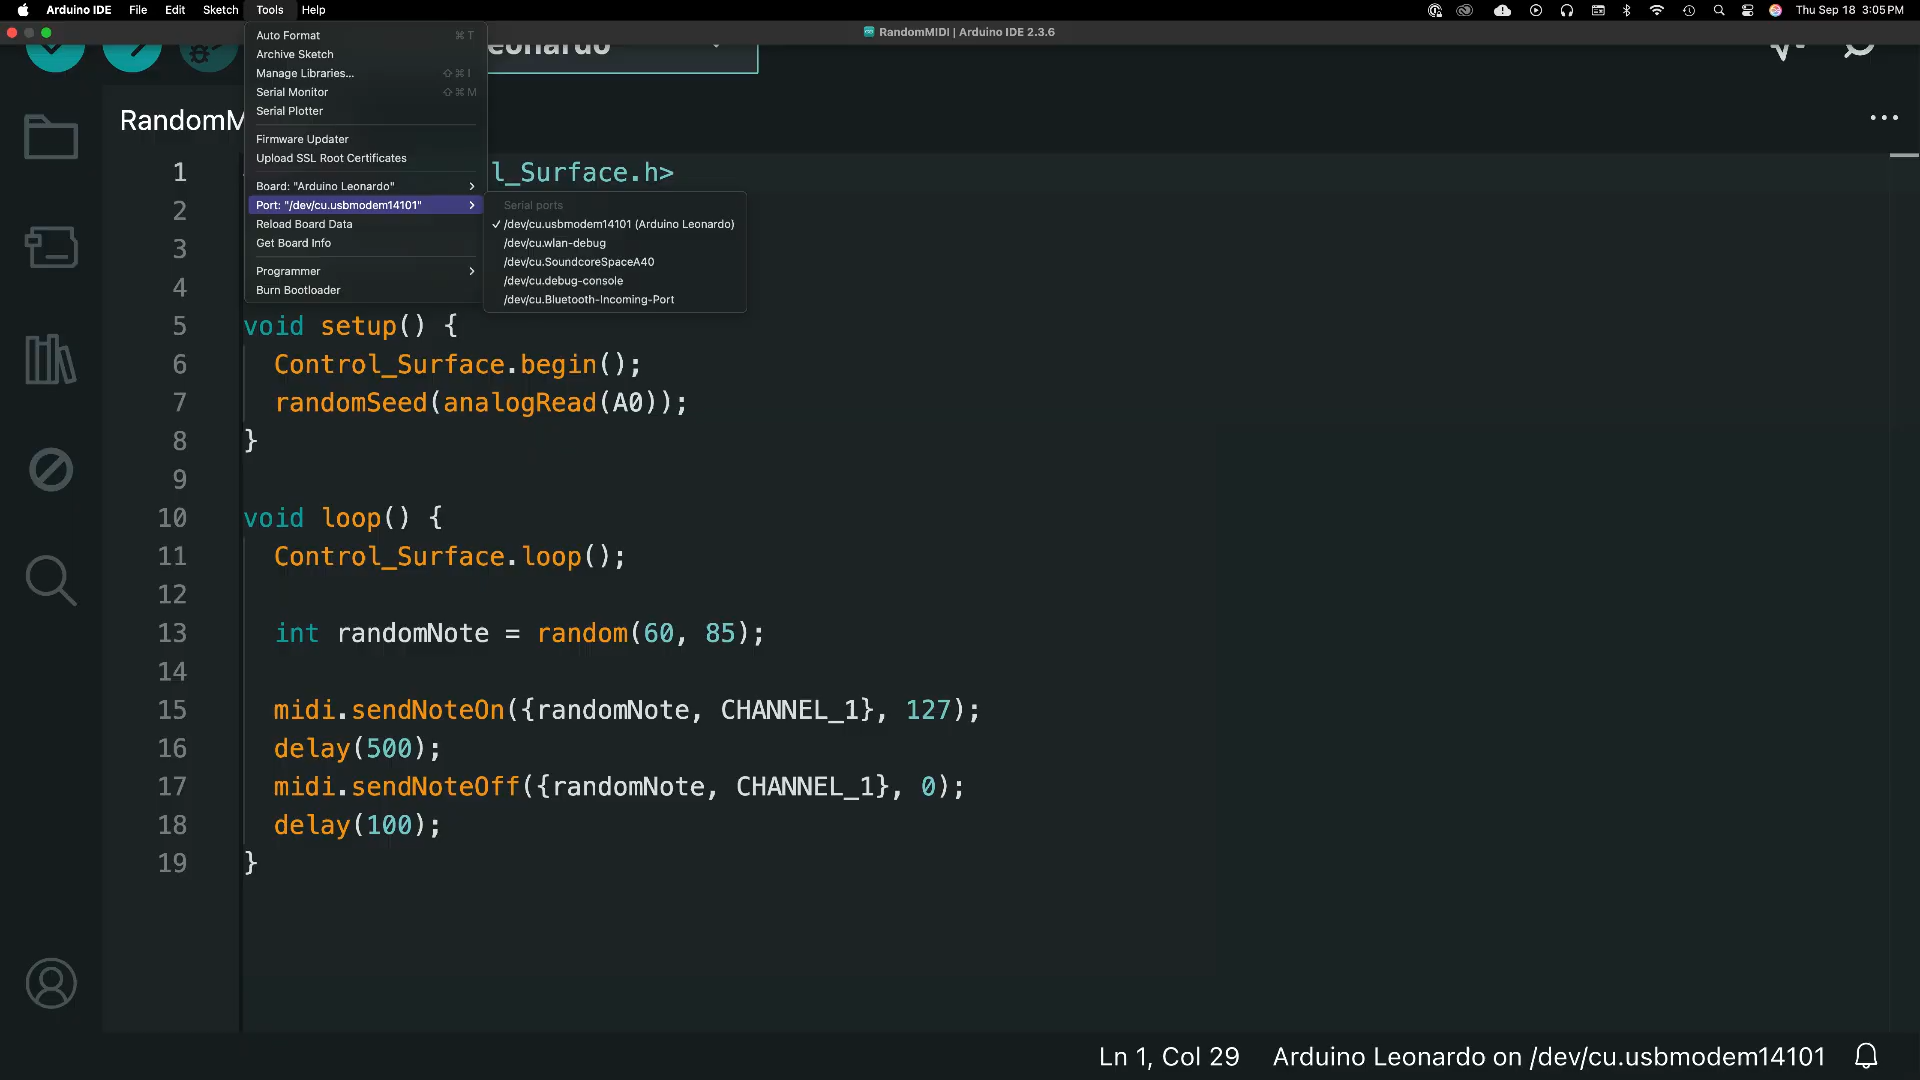 Arduino IDE File Edit Sketch Tools Help
Thu Sep 18 3:05 PM
RandomMIDI | Arduino IDE 2.3.6
Auto Format ⌘ T
Archive Sketch
Manage Libraries... ⇧ ⌘ I
Serial Monitor ⇧ ⌘ M
Serial Plotter
Firmware Updater
Upload SSL Root Certificates
Board: "Arduino Leonardo"
Port: "/dev/cu.usbmodem14101"
Reload Board Data
Get Board Info
Programmer
Burn Bootloader
Serial ports
✓ /dev/cu.usbmodem14101 (Arduino Leonardo)
/dev/cu.wlan-debug
/dev/cu.SoundcoreSpaceA40
/dev/cu.debug-console
/dev/cu.Bluetooth-Incoming-Port
eonardo
RandomM
1 l_Surface.h>
2
3
4
5 void setup() {
6 Control_Surface.begin();
7 randomSeed(analogRead(A0));
8 }
9
10 void loop() {
11 Control_Surface.loop();
12
13 int randomNote = random(60, 85);
14
15 midi.sendNoteOn({randomNote, CHANNEL_1}, 127);
16 delay(500);
17 midi.sendNoteOff({randomNote, CHANNEL_1}, 0);
18 delay(100);
19 }
Ln 1, Col 29 Arduino Leonardo on /dev/cu.usbmodem14101